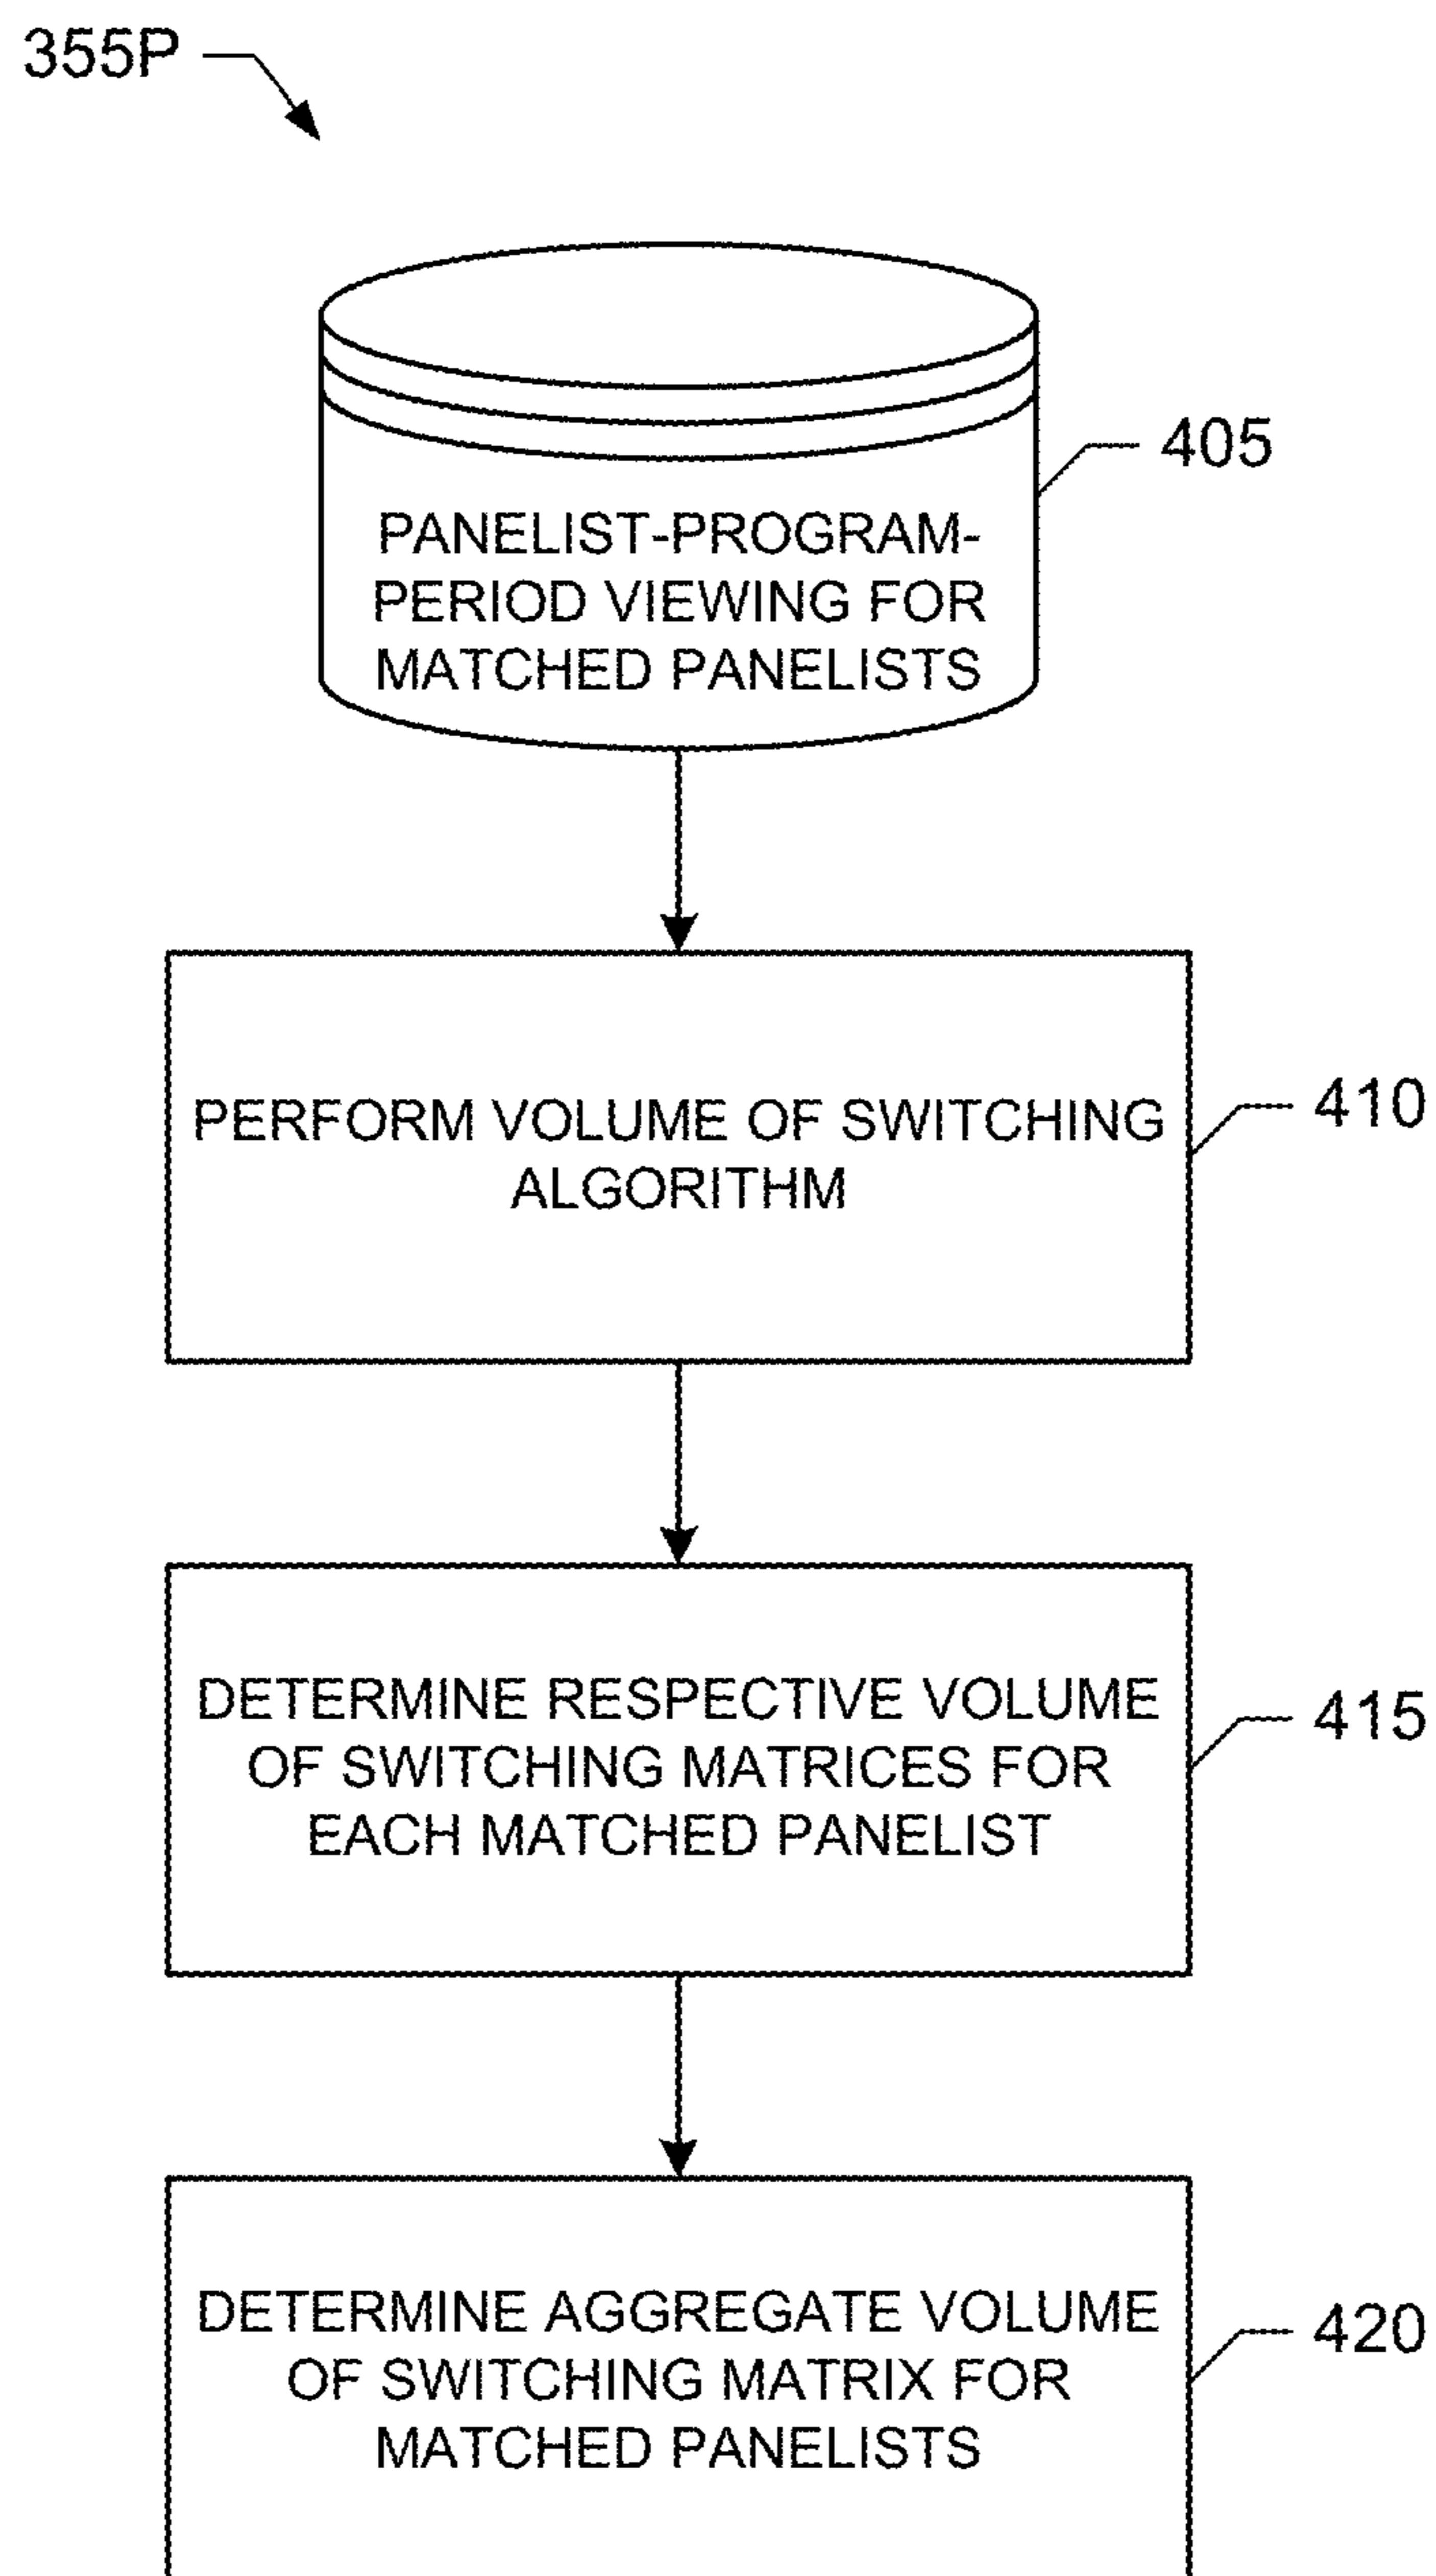 355P
405
PANELIST-PROGRAM-
PERIOD VIEWING FOR
MATCHED PANELISTS
PERFORM VOLUME OF SWITCHING
ALGORITHM
410
DETERMINE RESPECTIVE VOLUME
OF SWITCHING MATRICES FOR
EACH MATCHED PANELIST
415
DETERMINE AGGREGATE VOLUME
OF SWITCHING MATRIX FOR
MATCHED PANELISTS
420